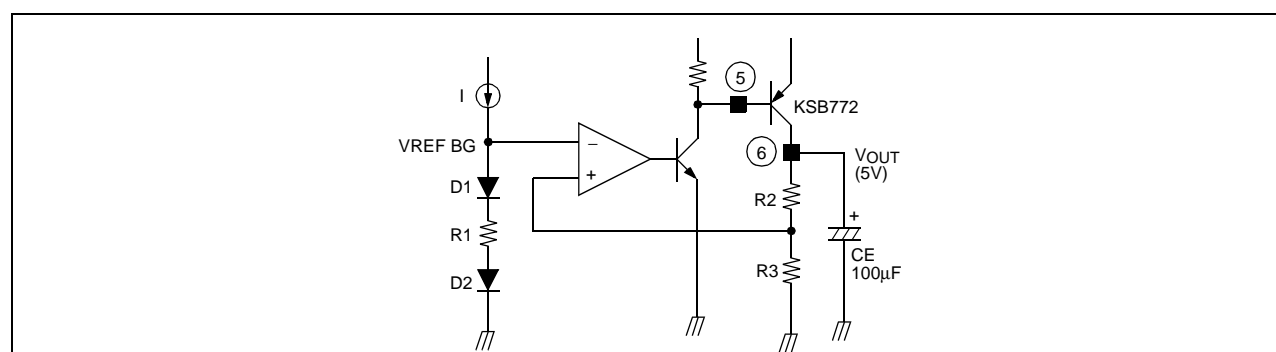 I
VREF BG
D1
R1
D2
−
+
5
KSB772
6
VOUT
(5V)
R2
R3
+
CE
100µF